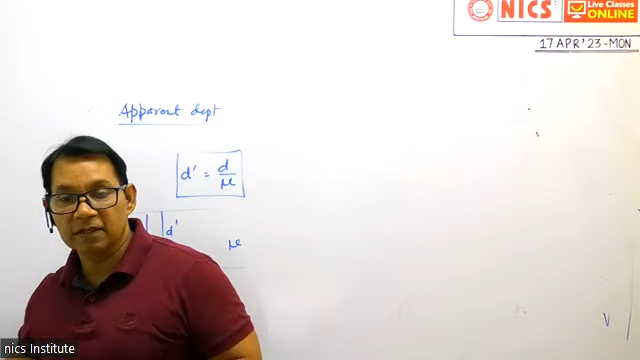 NICS
Live Classes
ONLINE
17 APR'23-MON
Apparent dept
d' = d/μ
d'
μ
V
nics Institute